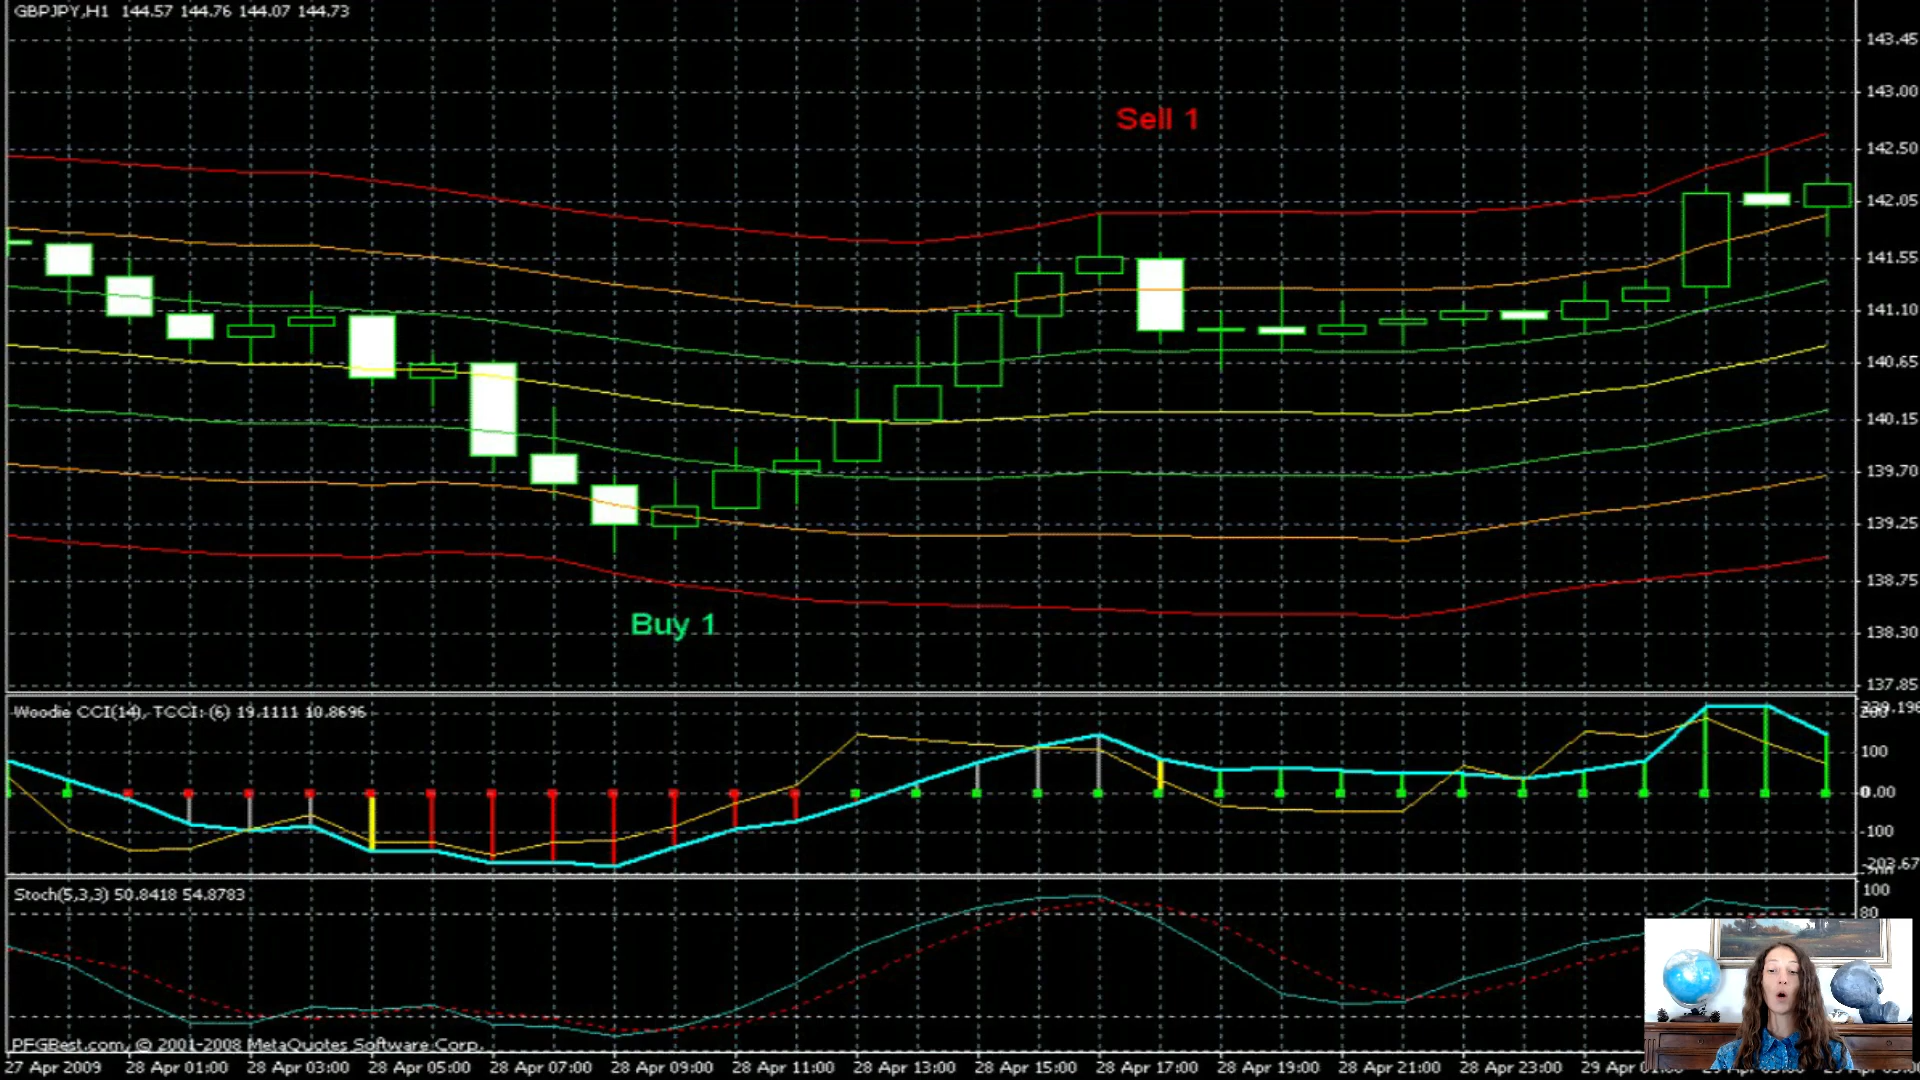 GBPJPY,H1 144.57 144.76 144.07 144.73
143.45
143.00
Sell 1
142.50
142.05
141.55
141.10
140.65
140.15
139.70
139.25
138.75
Buy 1
138.30
137.85
Woodie CCI(14), TCCI: (6) 19.1111 10.8696
200
100
0.00
-100
-203.67
Stoch(5,3,3) 50.8418 54.8783
100
80
PFGBest.com, © 2001-2008 MetaQuotes Software Corp.
27 Apr 2009 28 Apr 01:00 28 Apr 03:00 28 Apr 05:00 28 Apr 07:00 28 Apr 09:00 28 Apr 11:00 28 Apr 13:00 28 Apr 15:00 28 Apr 17:00 28 Apr 19:00 28 Apr 21:00 28 Apr 23:00 29 Apr